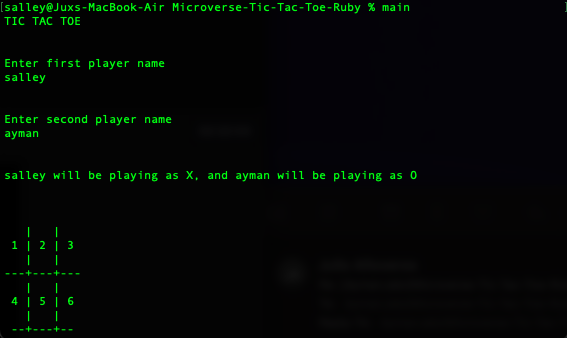 [salley@Juxs-MacBook-Air Microverse-Tic-Tac-Toe-Ruby % main ]
TIC TAC TOE
Enter first player name
salley
Enter second player name
ayman
salley will be playing as X, and ayman will be playing as O
   |   |
 1 | 2 | 3
   |   |
---+---+---
   |   |
 4 | 5 | 6
   |   |
 --+---+--